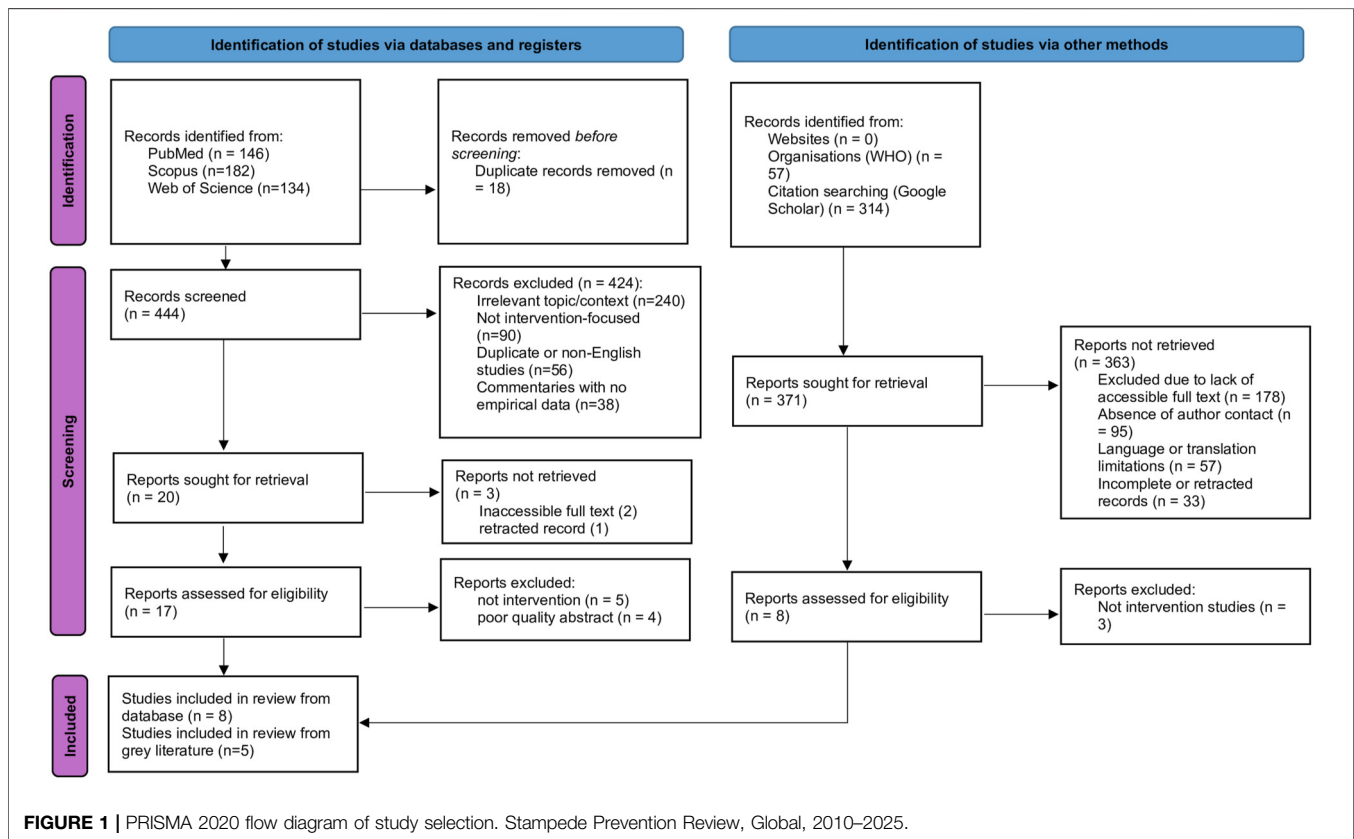 Identification of studies via databases and registers
Identification of studies via other methods
Identification
Records identified from:
PubMed (n = 146)
Scopus (n=182)
Web of Science (n=134)
Records removed before
screening:
Duplicate records removed (n
= 18)
Records identified from:
Websites (n = 0)
Organisations (WHO) (n =
57)
Citation searching (Google
Scholar) (n = 314)
Screening
Records screened
(n = 444)
Records excluded (n = 424):
Irrelevant topic/context (n=240)
Not intervention-focused
(n=90)
Duplicate or non-English
studies (n=56)
Commentaries with no
empirical data (n=38)
Reports sought for retrieval
(n = 371)
Reports not retrieved
(n = 363)
Excluded due to lack of
accessible full text (n = 178)
Absence of author contact (n
= 95)
Language or translation
limitations (n = 57)
Incomplete or retracted
records (n = 33)
Reports sought for retrieval
(n = 20)
Reports not retrieved
(n = 3)
Inaccessible full text (2)
retracted record (1)
Reports assessed for eligibility
(n = 17)
Reports excluded:
not intervention (n = 5)
poor quality abstract (n = 4)
Reports assessed for eligibility
(n = 8)
Reports excluded:
Not intervention studies (n =
3)
Included
Studies included in review from
database (n = 8)
Studies included in review from
grey literature (n=5)
FIGURE 1 | PRISMA 2020 flow diagram of study selection. Stampede Prevention Review, Global, 2010–2025.